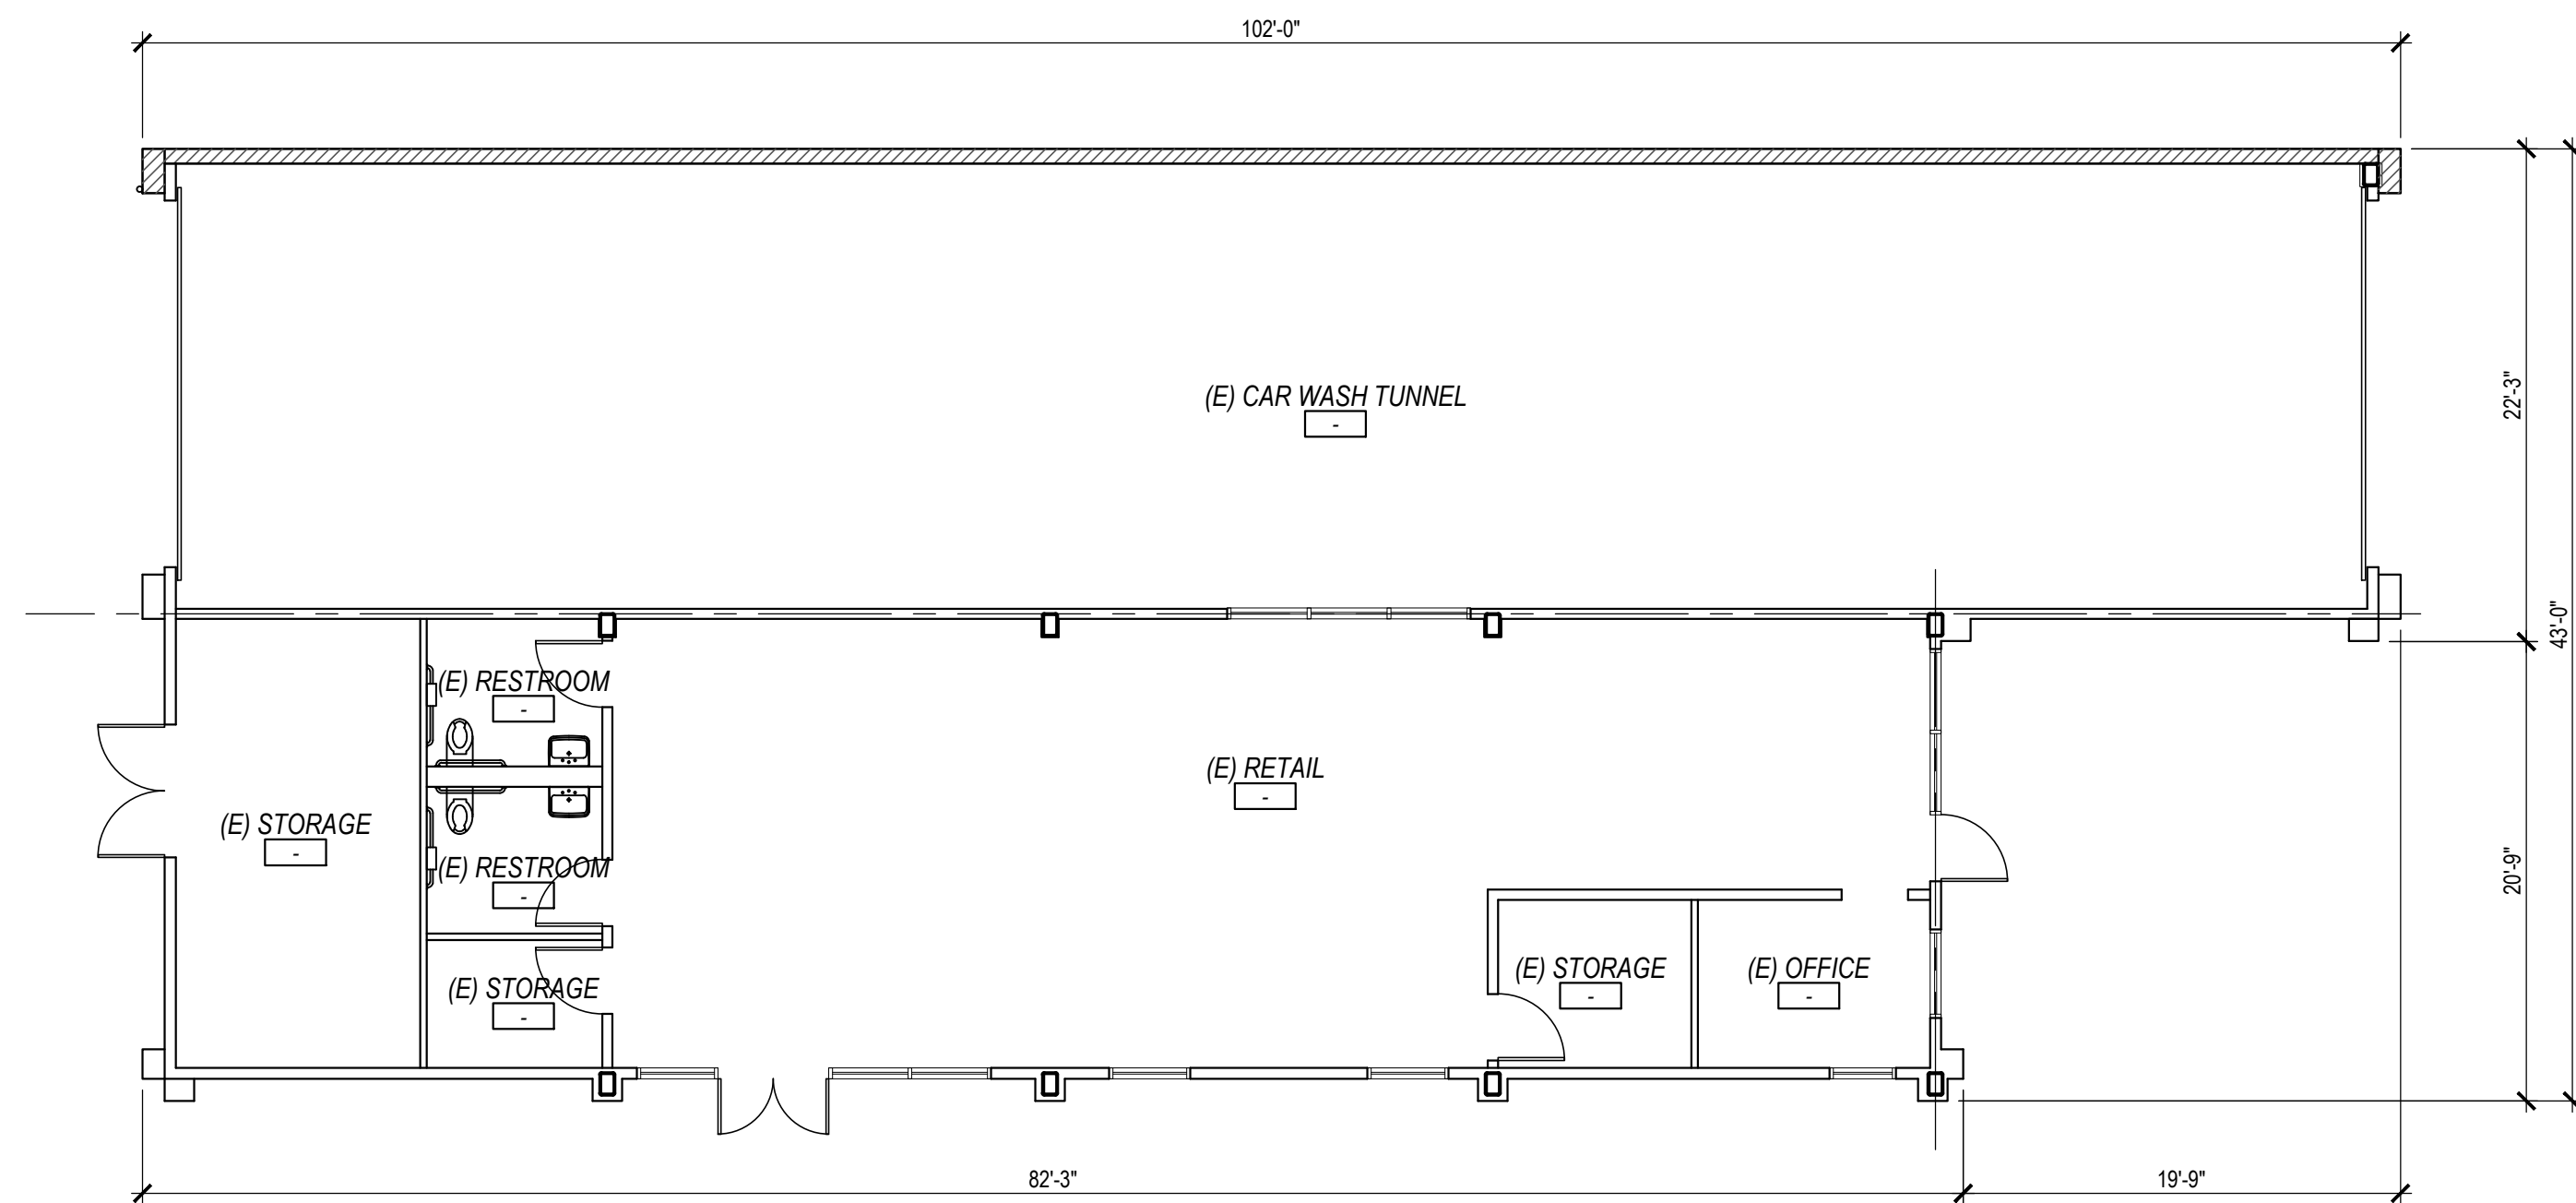 102'-0"
(E) CAR WASH TUNNEL
-
22'-3"
43'-0"
(E) RESTROOM
-
(E) RETAIL
-
(E) STORAGE
-
(E) RESTROOM
-
20'-9"
(E) STORAGE
-
(E) STORAGE
-
(E) OFFICE
-
82'-3"
19'-9"